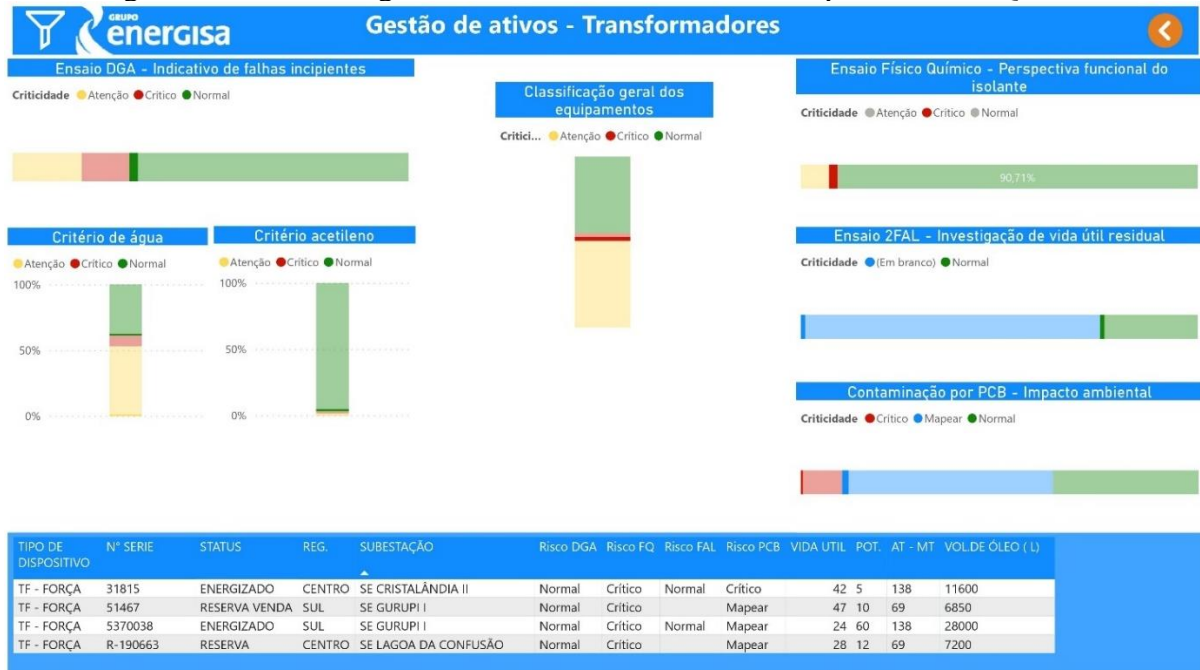 GRUPO
energisa
Gestão de ativos - Transformadores
Ensaio DGA - Indicativo de falhas incipientes
Criticidade Atenção Crítico Normal
Classificação geral dos
equipamentos
Critici... Atenção Crítico Normal
Ensaio Físico Químico - Perspectiva funcional do
isolante
Criticidade Atenção Crítico Normal
90,71%
Critério de água
Atenção Crítico Normal
100%
50%
0%
Critério acetileno
Atenção Crítico Normal
100%
50%
0%
Ensaio 2FAL - Investigação de vida útil residual
Criticidade (Em branco) Normal
Contaminação por PCB - Impacto ambiental
Criticidade Crítico Mapear Normal
TIPO DE DISPOSITIVO N° SERIE STATUS REG. SUBESTAÇÃO Risco DGA Risco FQ Risco FAL Risco PCB VIDA UTIL POT. AT - MT VOL.DE ÓLEO ( L)
TF - FORÇA 31815 ENERGIZADO CENTRO SE CRISTALÂNDIA II Normal Crítico Normal Crítico 42 5 138 11600
TF - FORÇA 51467 RESERVA VENDA SUL SE GURUPI I Normal Crítico Mapear 47 10 69 6850
TF - FORÇA 5370038 ENERGIZADO SUL SE GURUPI I Normal Crítico Normal Mapear 24 60 138 28000
TF - FORÇA R-190663 RESERVA CENTRO SE LAGOA DA CONFUSÃO Normal Crítico Mapear 28 12 69 7200